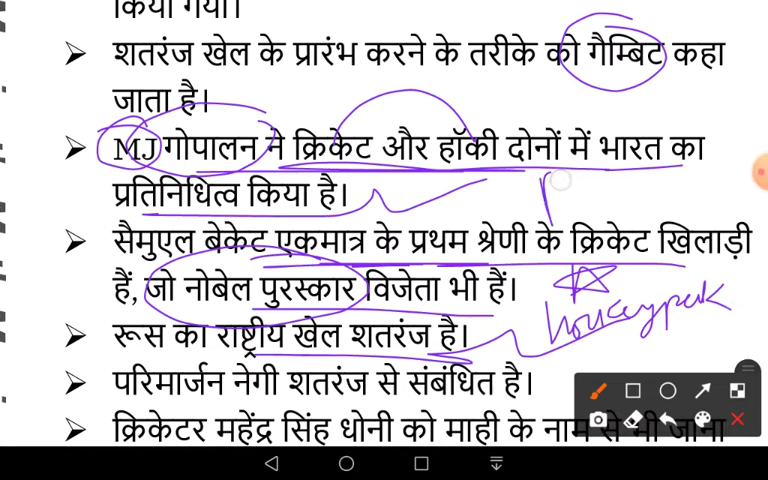 किया गया।
➤ शतरंज खेल के प्रारंभ करने के तरीके को गैम्बिट कहा
जाता है।
➤ MJ गोपालन ने क्रिकेट और हॉकी दोनों में भारत का
प्रतिनिधित्व किया है।
➤ सैमुएल बेकेट एकमात्र के प्रथम श्रेणी के क्रिकेट खिलाड़ी
हैं, जो नोबेल पुरस्कार विजेता भी हैं।
➤ रूस का राष्ट्रीय खेल शतरंज है।
➤ परिमार्जन नेगी शतरंज से संबंधित है।
➤ क्रिकेटर महेंद्र सिंह धोनी को माही के नाम से भी जाना